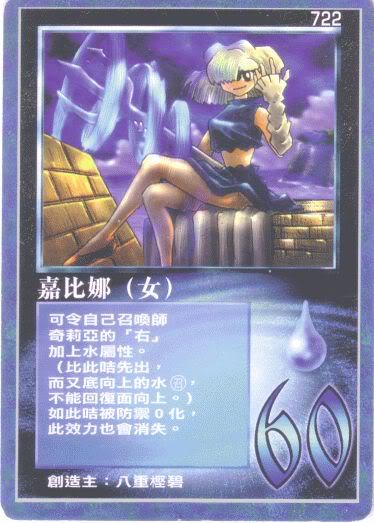 722
嘉比娜（女）
可令自己召喚師
奇莉亞的『右』
加上水屬性。
（比此咭先出，
而又底向上的水㊁，
不能回復面向上。）
如此咭被防禦０化，
此效力也會消失。
60
創造主：八重樫碧